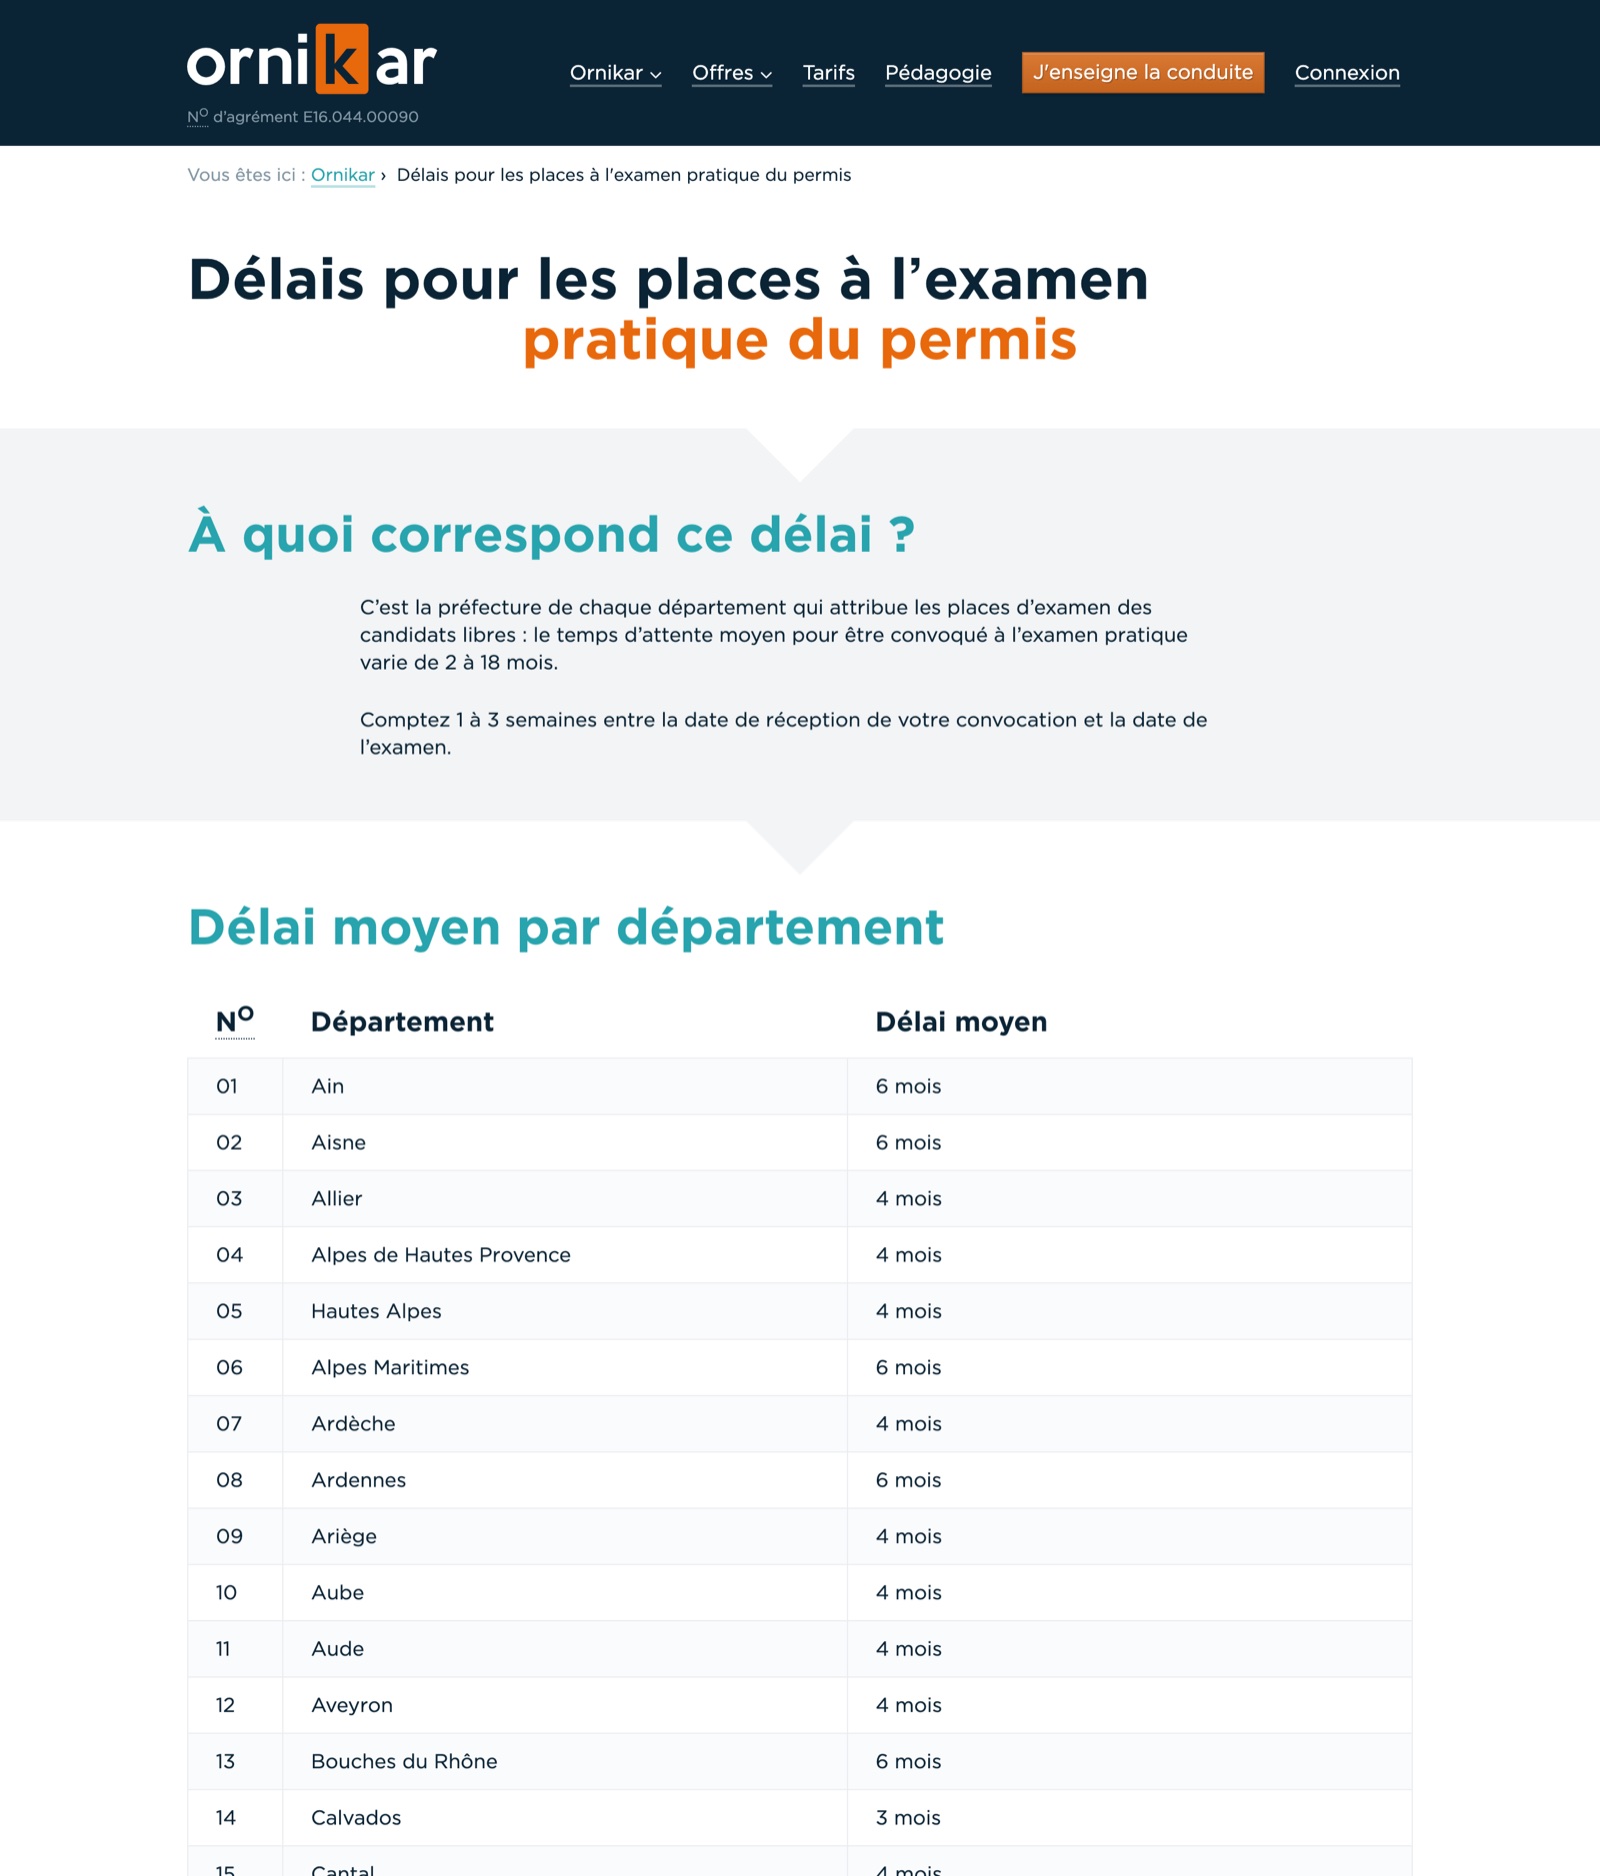 ornikar
Nº d’agrément E16.044.00090
Ornikar
Offres
Tarifs
Pédagogie
J'enseigne la conduite
Connexion
Vous êtes ici : Ornikar › Délais pour les places à l'examen pratique du permis
Délais pour les places à l’examen
pratique du permis
À quoi correspond ce délai ?
C’est la préfecture de chaque département qui attribue les places d’examen des
candidats libres : le temps d’attente moyen pour être convoqué à l’examen pratique
varie de 2 à 18 mois.
Comptez 1 à 3 semaines entre la date de réception de votre convocation et la date de
l’examen.
Délai moyen par département
Nº Département Délai moyen
01 Ain 6 mois
02 Aisne 6 mois
03 Allier 4 mois
04 Alpes de Hautes Provence 4 mois
05 Hautes Alpes 4 mois
06 Alpes Maritimes 6 mois
07 Ardèche 4 mois
08 Ardennes 6 mois
09 Ariège 4 mois
10 Aube 4 mois
11 Aude 4 mois
12 Aveyron 4 mois
13 Bouches du Rhône 6 mois
14 Calvados 3 mois
15 Cantal 4 mois